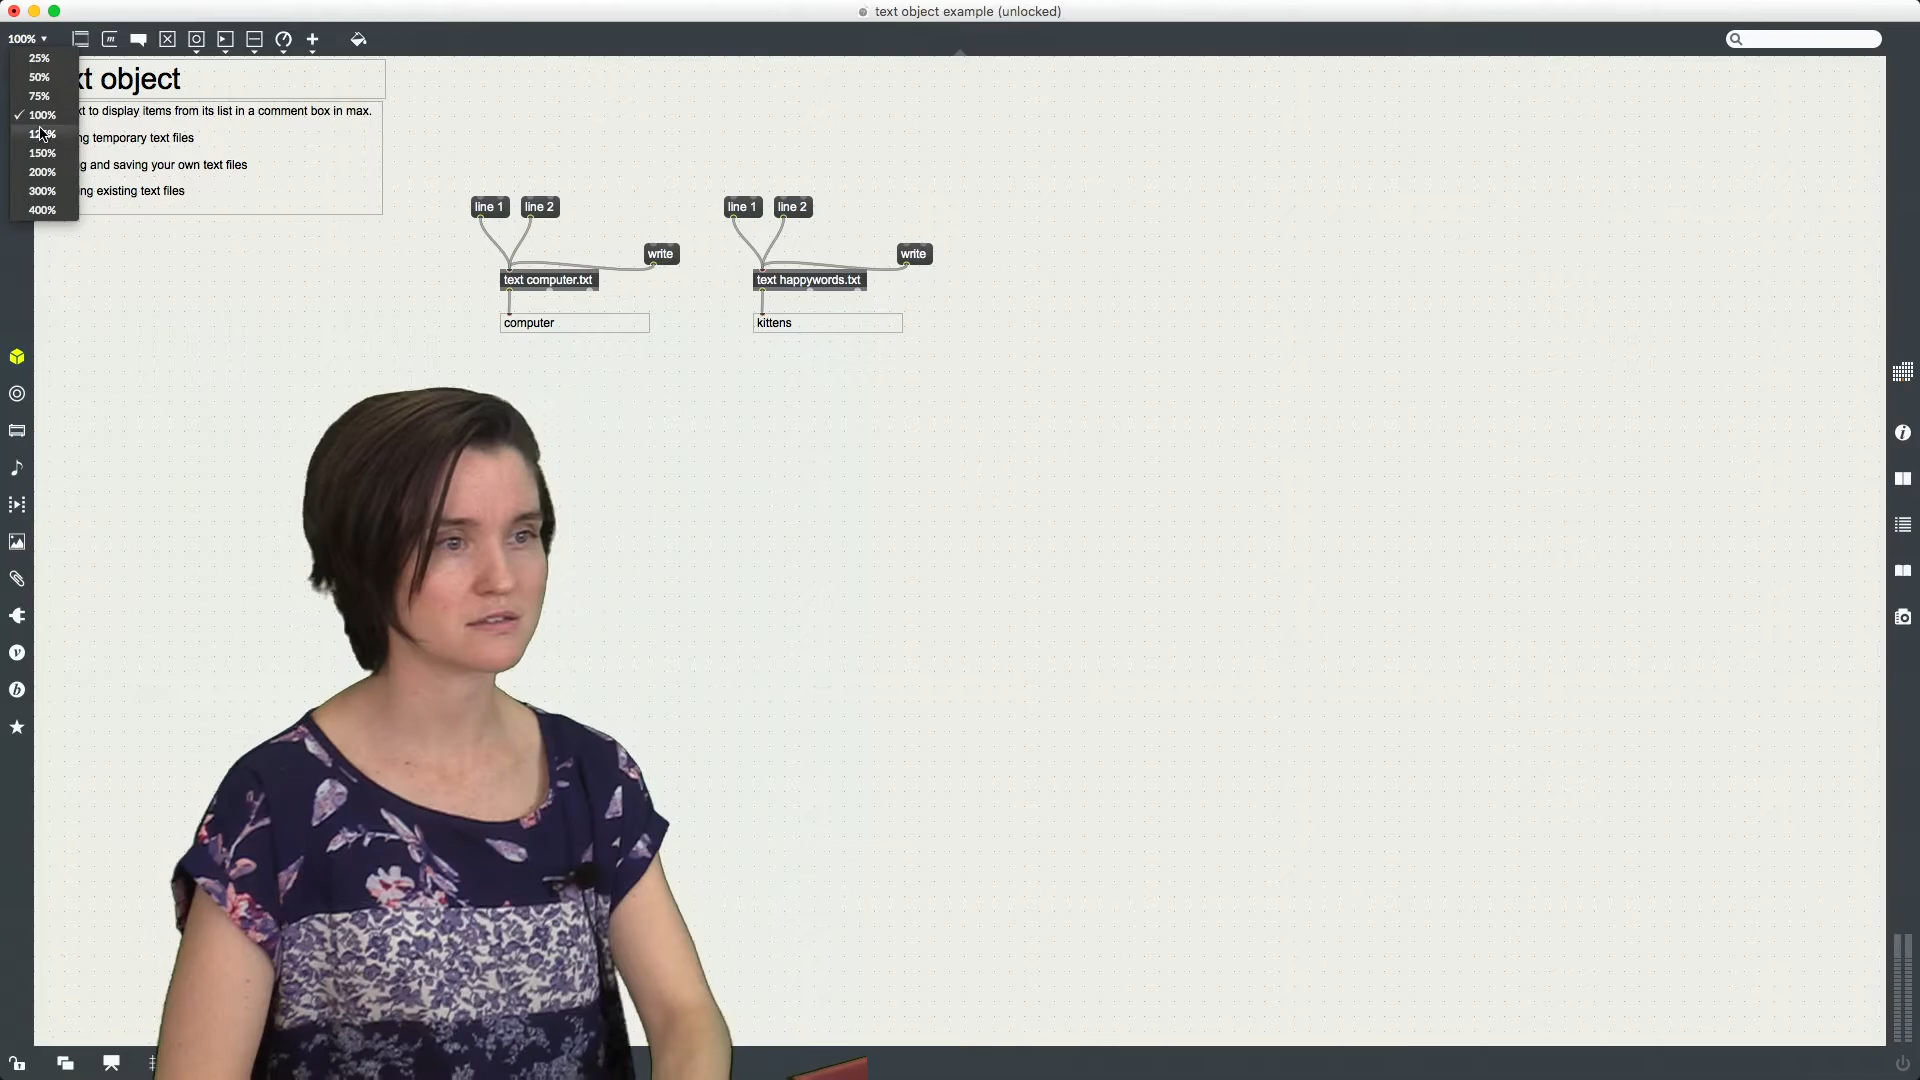 text object example (unlocked)
100%
25%
50%
75%
100%
150%
200%
300%
400%
object
to display items from its list in a comment box in max.
temporary text files
and saving your own text files
existing text files
line 1
line 2
write
text computer.txt
computer
line 1
line 2
write
text happywords.txt
kittens